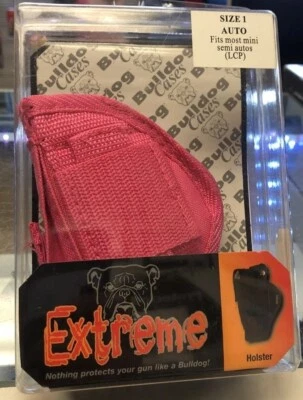 SIZE 1
AUTO
Fits most mini
semi autos
(LCP)
Bulldog
Cases
Extreme
Holster
Nothing protects your gun like a Bulldog!